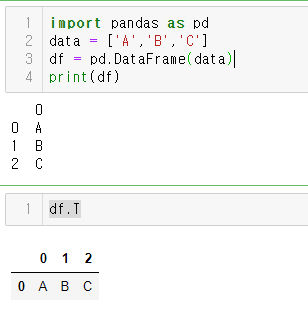 1 import pandas as pd
2 data = ['A','B','C']
3 df = pd.DataFrame(data)
4 print(df)
0
0 A
1 B
2 C
1 df.T
0 1 2
0 A B C